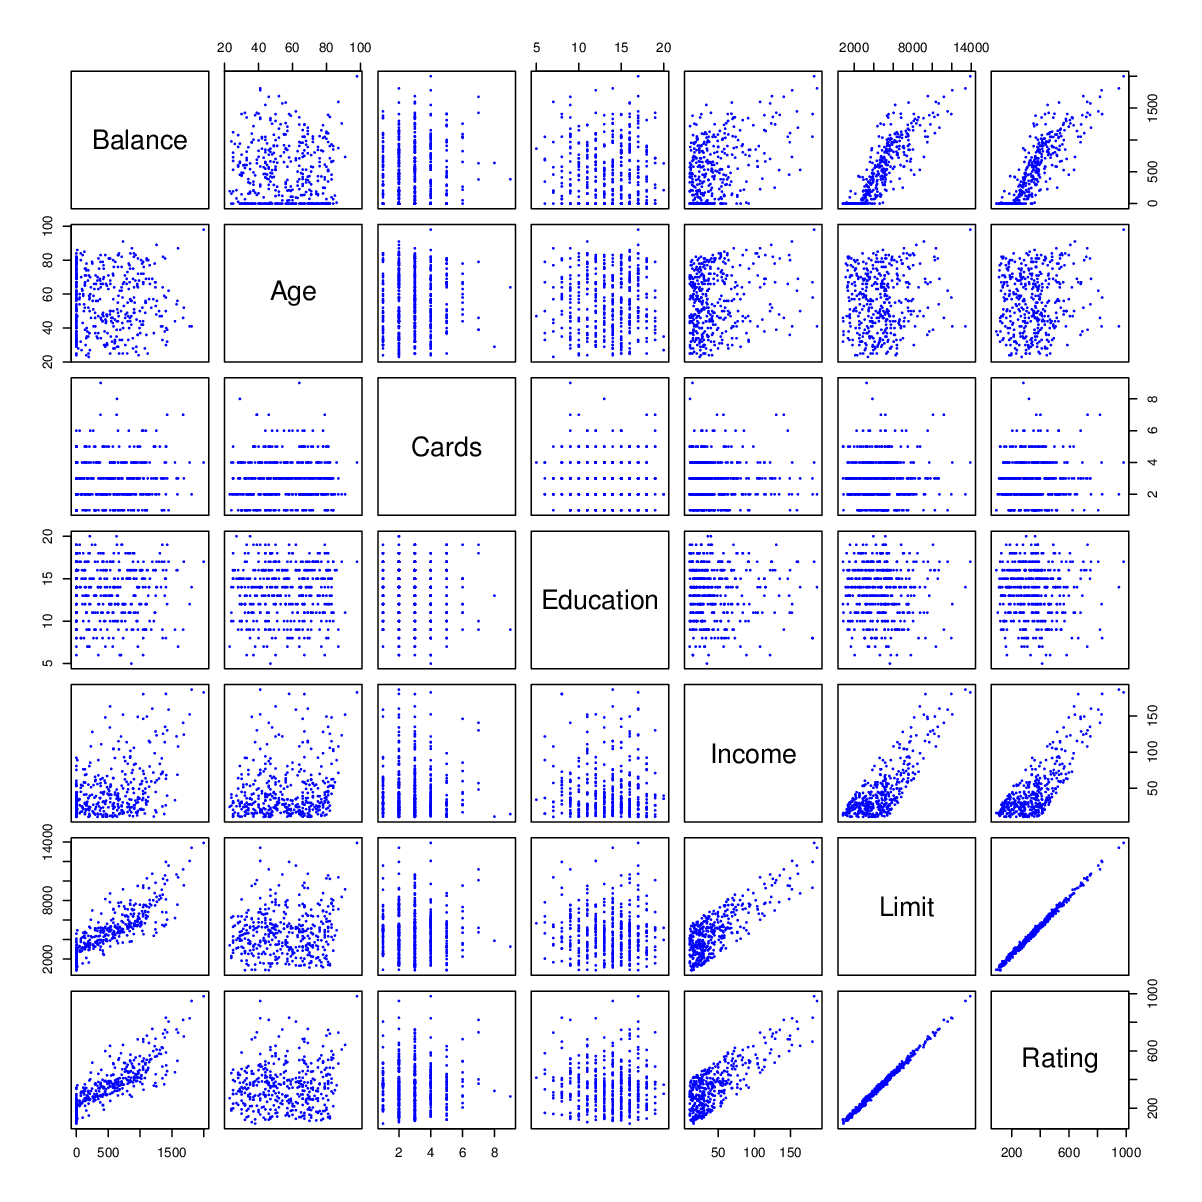 20 40 60 80 100 5 10 15 20 2000 8000 14000
Balance
0 500 1500
20 40 60 80 100
Age
Cards
2 4 6 8
5 10 15 20
Education
Income
50 100 150
2000 8000 14000
Limit
Rating
200 600 1000
0 500 1500 2 4 6 8 50 100 150 200 600 1000